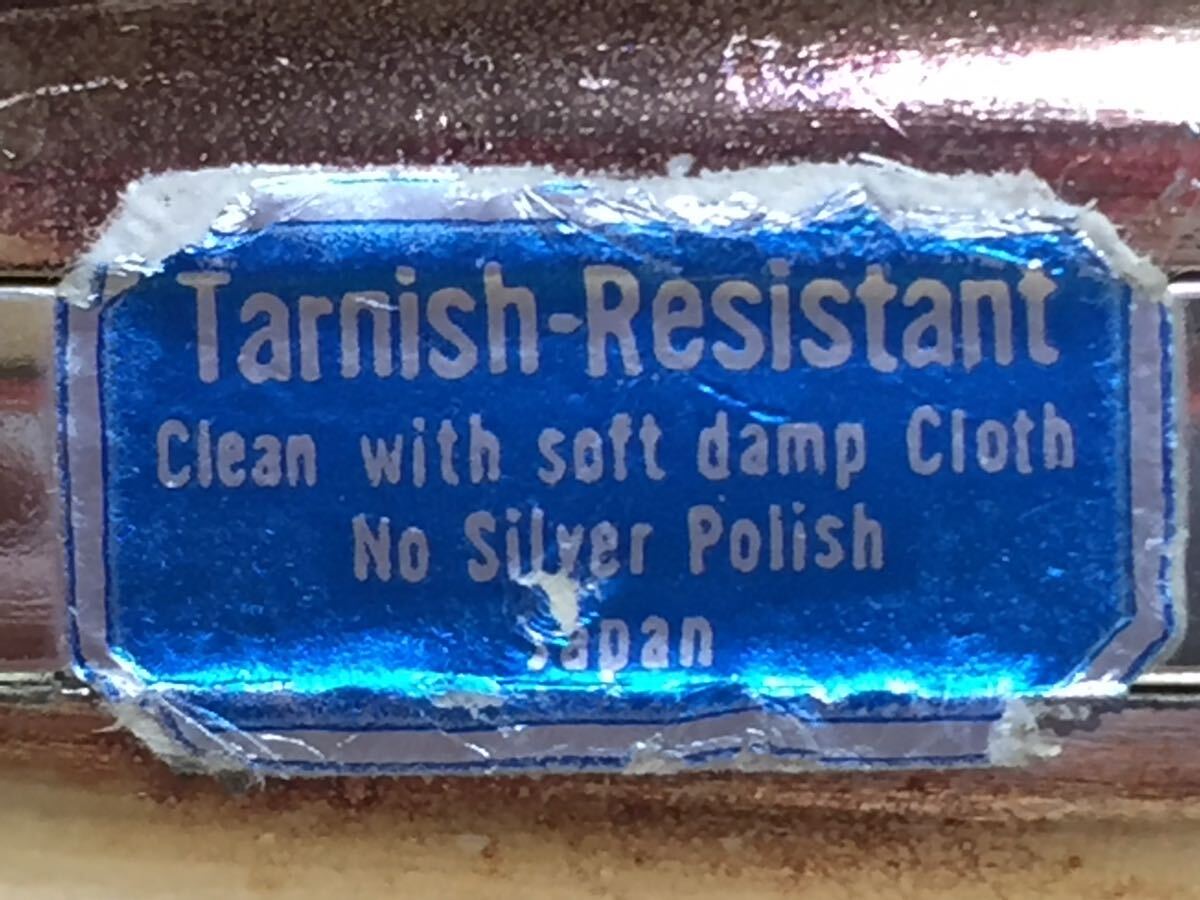 Tarnish-Resistant
Clean with soft damp Cloth
No Silver Polish
Japan